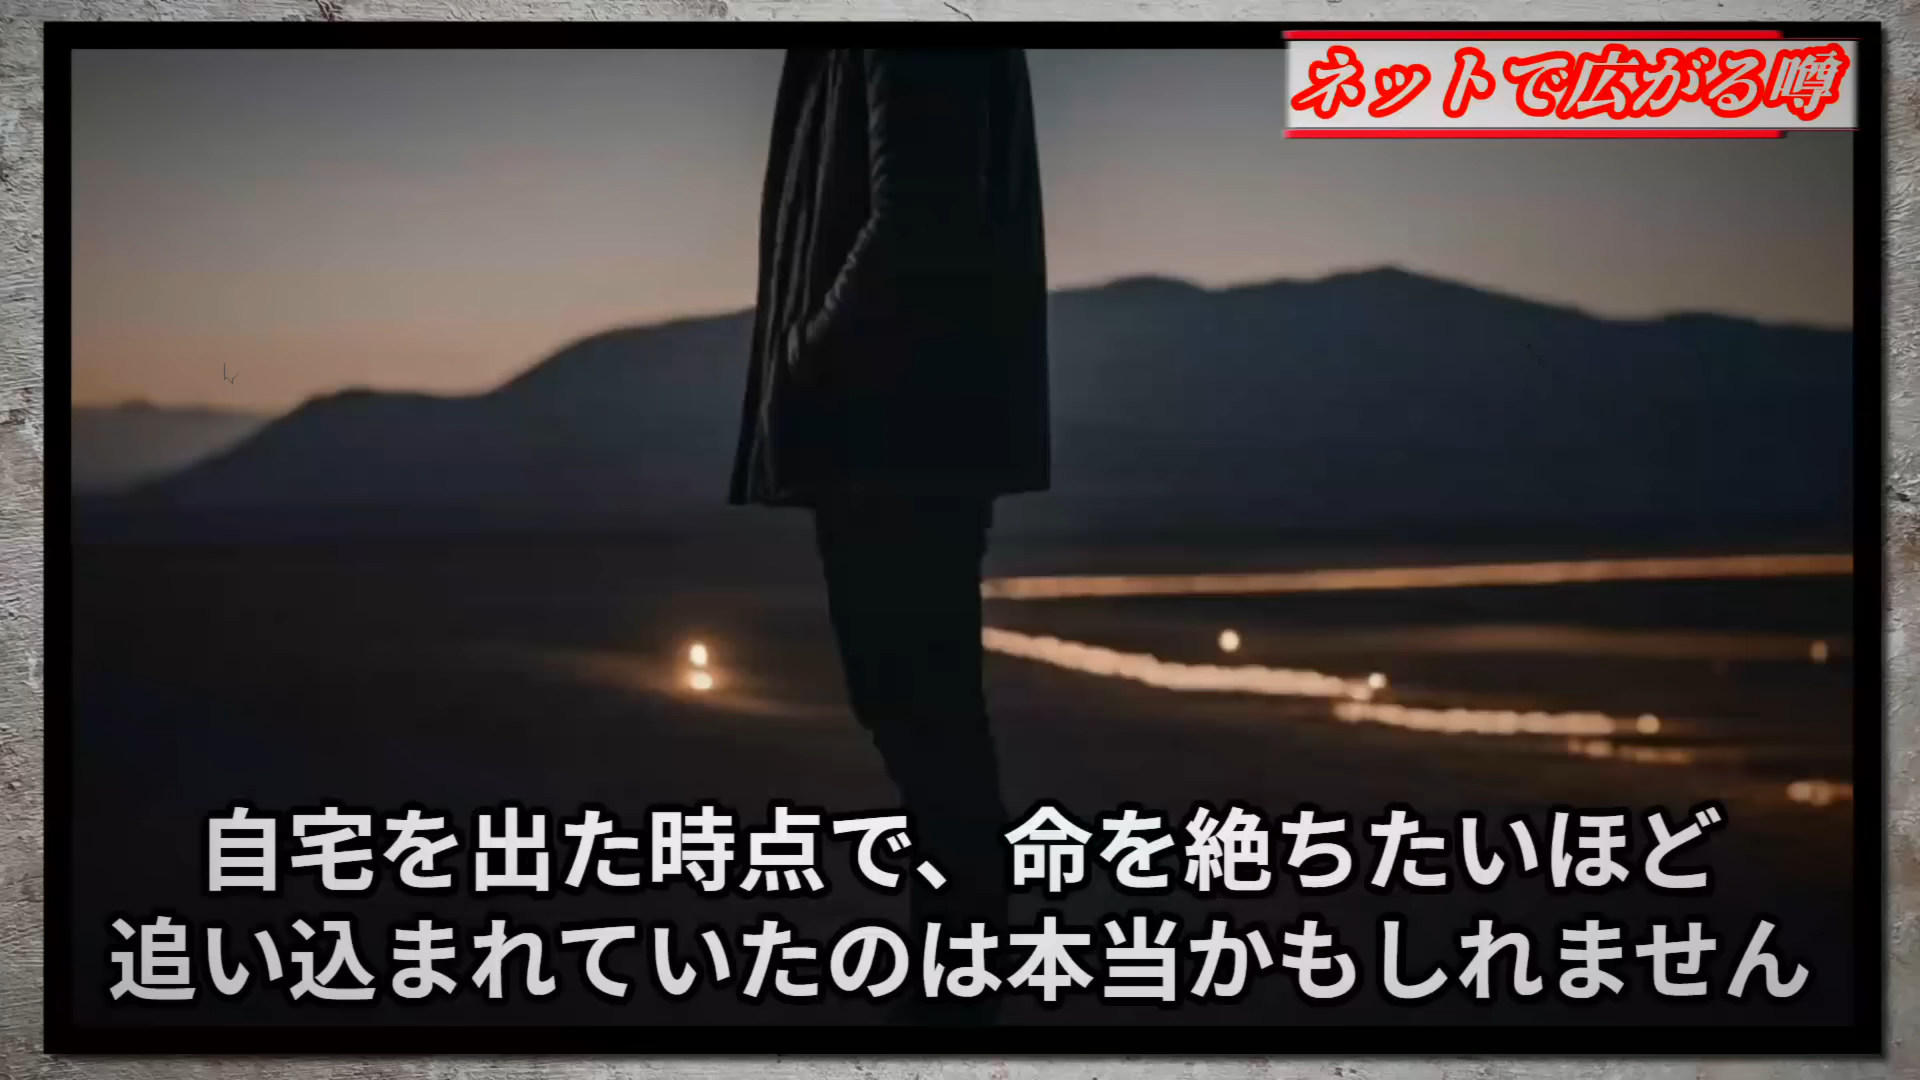 ネットで広がる噂
自宅を出た時点で、命を絶ちたいほど
追い込まれていたのは本当かもしれません